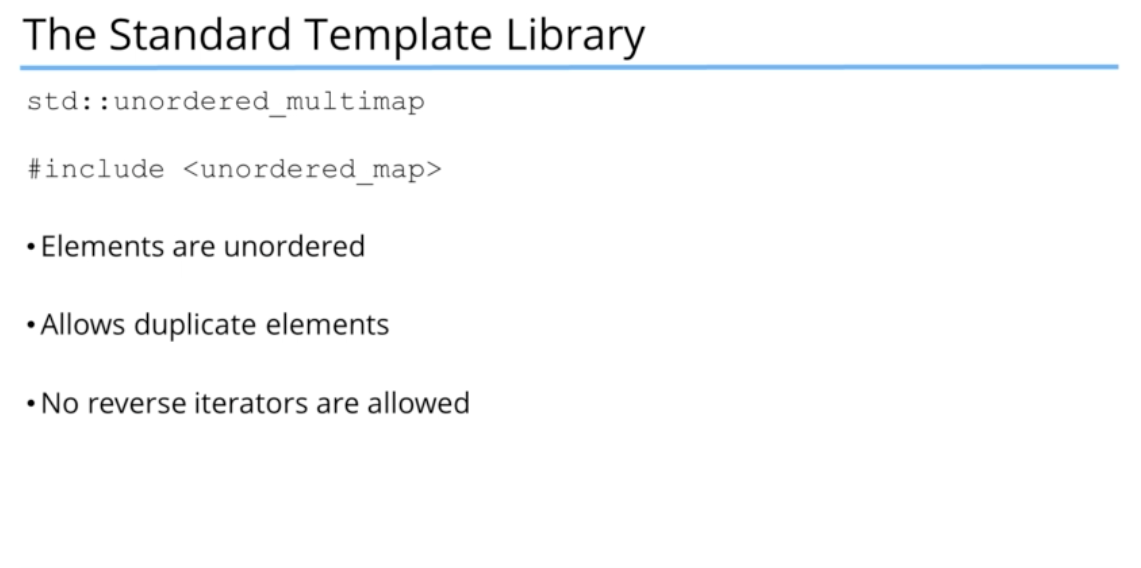 The Standard Template Library
std::unordered_multimap
#include <unordered_map>
• Elements are unordered
• Allows duplicate elements
• No reverse iterators are allowed